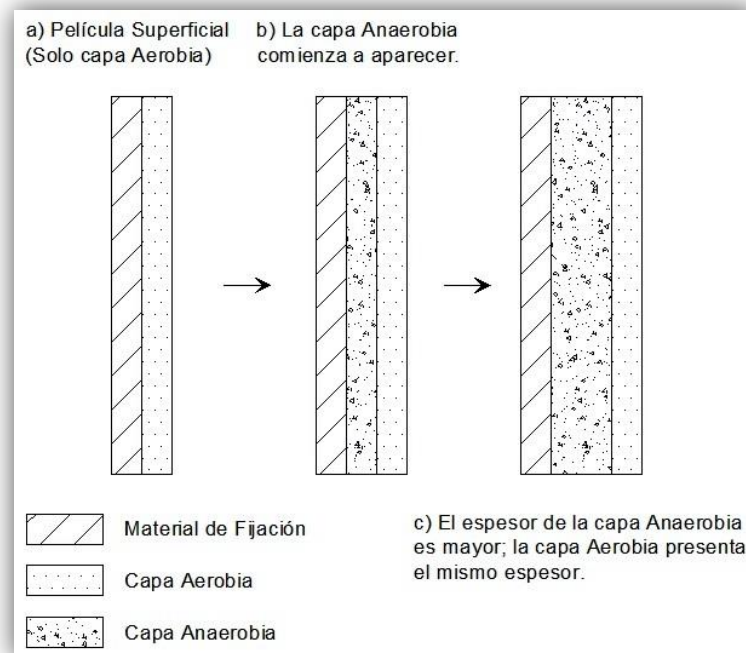 a) Película Superficial
(Solo capa Aerobia)
b) La capa Anaerobia
comienza a aparecer.
Material de Fijación
Capa Aerobia
Capa Anaerobia
c) El espesor de la capa Anaerobia
es mayor; la capa Aerobia presenta
el mismo espesor.